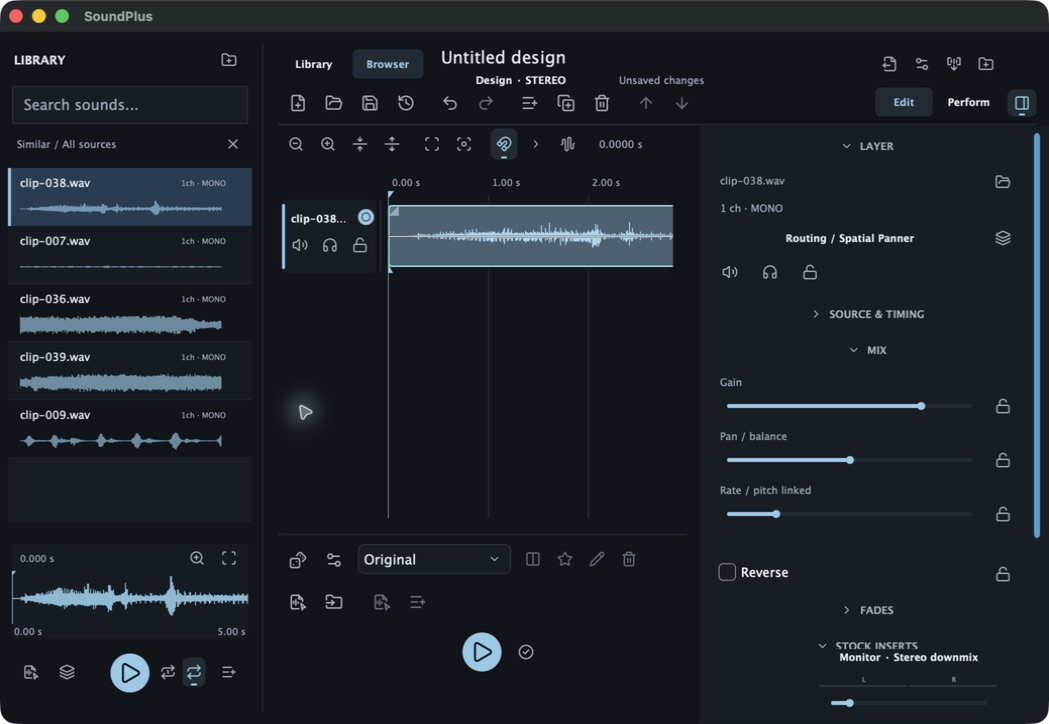 SoundPlus
LIBRARY
Search sounds...
Similar / All sources
clip-038.wav
1ch · MONO
clip-007.wav
1ch · MONO
clip-036.wav
1ch · MONO
clip-039.wav
1ch · MONO
clip-009.wav
1ch · MONO
0.000 s
0.00 s
5.00 s
Library
Browser
Untitled design
Design · STEREO
Unsaved changes
Edit
Perform
0.0000 s
0.00 s
1.00 s
2.00 s
clip-038...
Original
LAYER
clip-038.wav
1 ch · MONO
Routing / Spatial Panner
SOURCE & TIMING
MIX
Gain
Pan / balance
Rate / pitch linked
Reverse
FADES
STOCK INSERTS
Monitor · Stereo downmix
L
R